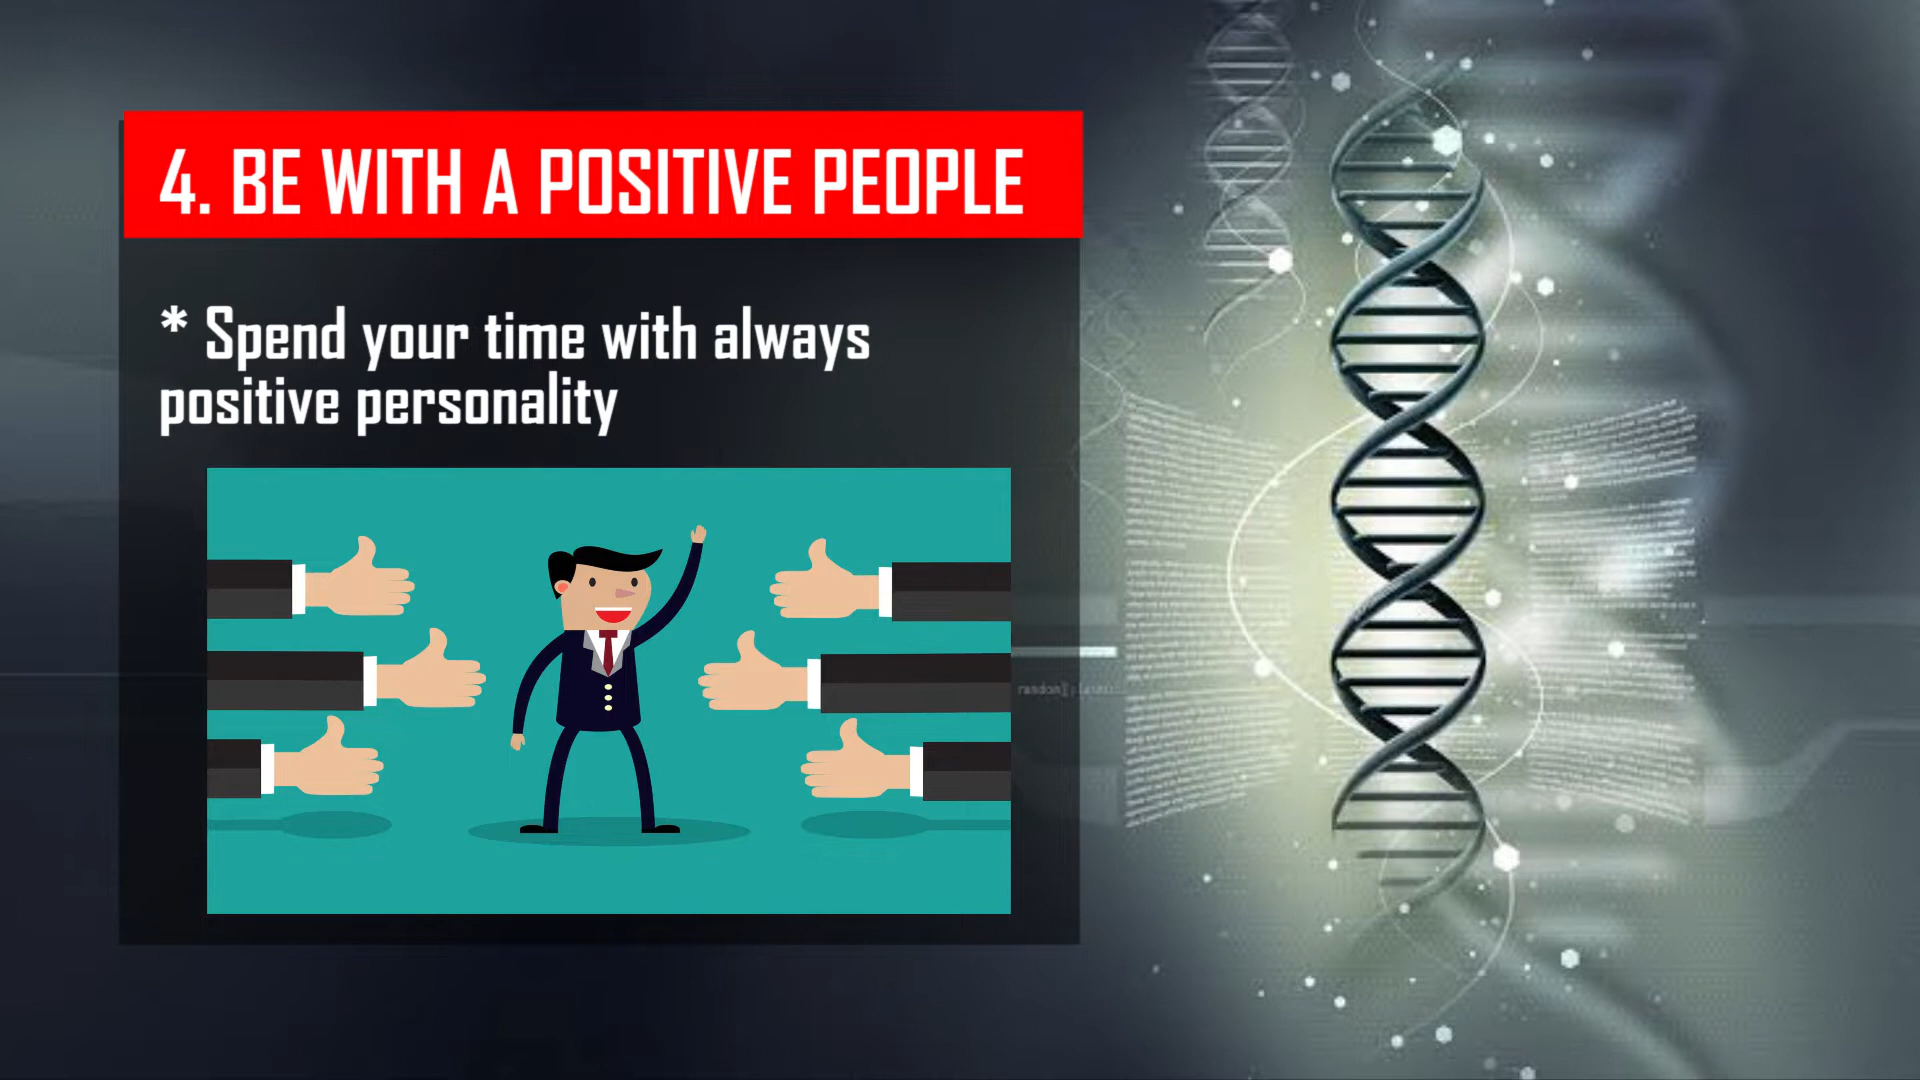 4. BE WITH A POSITIVE PEOPLE
* Spend your time with always
positive personality